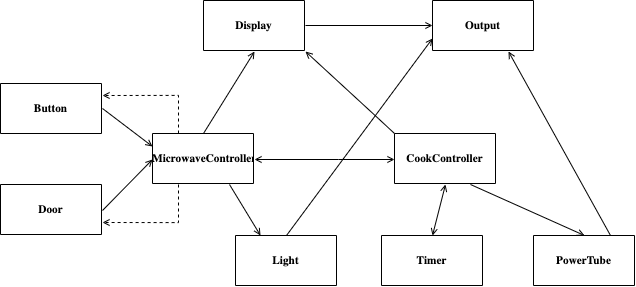 Display
Output
Button
MicrowaveController
CookController
Door
Light
Timer
PowerTube